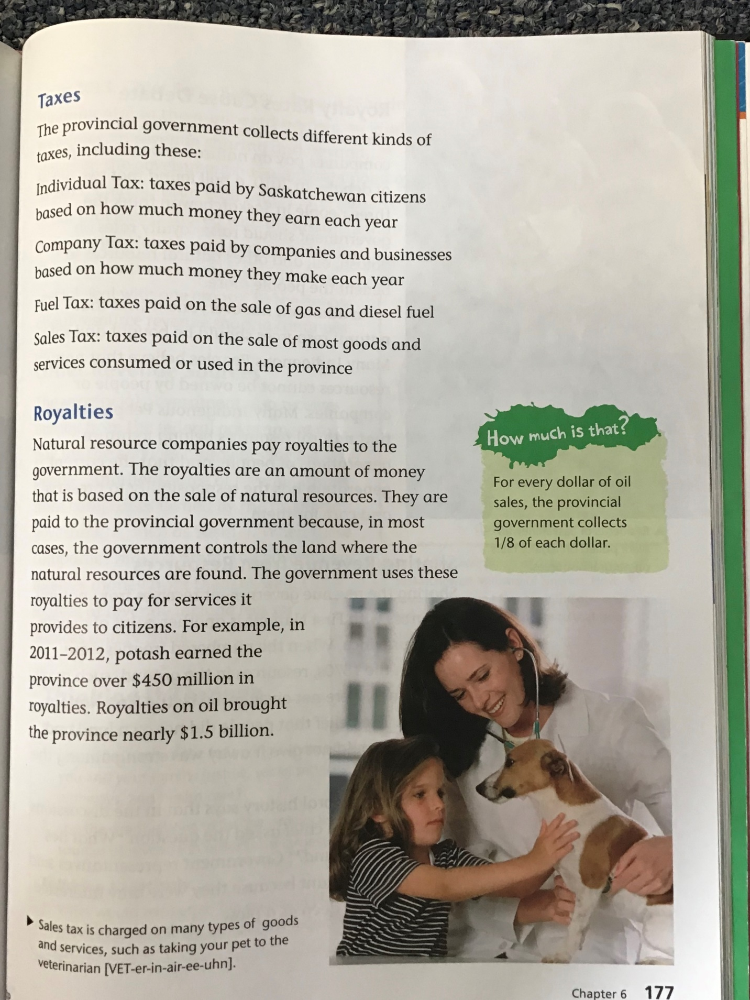 Taxes
The provincial government collects different kinds of
taxes, including these:
Individual Tax: taxes paid by Saskatchewan citizens
based on how much money they earn each year
Company Tax: taxes paid by companies and businesses
based on how much money they make each year
Fuel Tax: taxes paid on the sale of gas and diesel fuel
Sales Tax: taxes paid on the sale of most goods and
services consumed or used in the province
Royalties
Natural resource companies pay royalties to the
government. The royalties are an amount of money
that is based on the sale of natural resources. They are
paid to the provincial government because, in most
cases, the government controls the land where the
natural resources are found. The government uses these
royalties to pay for services it
provides to citizens. For example, in
2011–2012, potash earned the
province over $450 million in
royalties. Royalties on oil brought
the province nearly $1.5 billion.
How much is that?
For every dollar of oil
sales, the provincial
government collects
1/8 of each dollar.
Sales tax is charged on many types of goods
and services, such as taking your pet to the
veterinarian [VET-er-in-air-ee-uhn].
Chapter 6 177